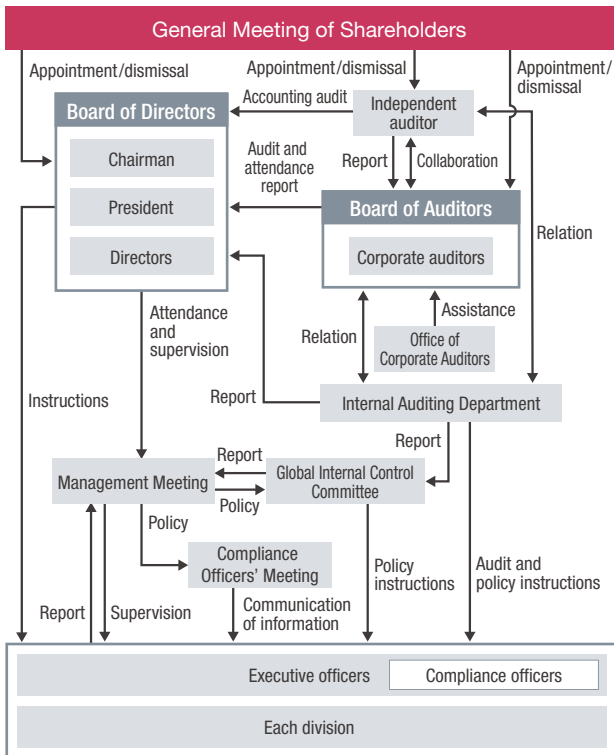 General Meeting of Shareholders
Appointment/dismissal
Appointment/dismissal
Appointment/
dismissal
Board of Directors
Accounting audit
Independent
auditor
Chairman
Audit and
attendance
report
Report
Collaboration
President
Board of Auditors
Directors
Corporate auditors
Relation
Attendance
and
supervision
Relation
Assistance
Office of
Corporate Auditors
Instructions
Report
Internal Auditing Department
Report
Management Meeting
Report
Policy
Global Internal Control
Committee
Policy
Compliance
Officers' Meeting
Policy
instructions
Audit and
policy instructions
Report
Supervision
Communication
of information
Executive officers
Compliance officers
Each division